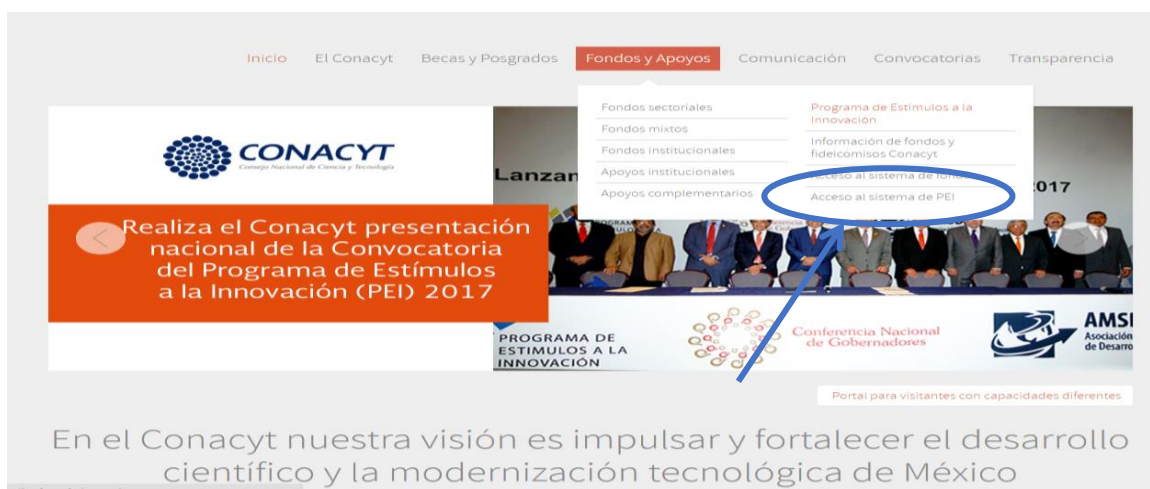 Inicio El Conacyt Becas y Posgrados Fondos y Apoyos Comunicación Convocatorias Transparencia
Fondos sectoriales
Fondos mixtos
Fondos institucionales
Apoyos institucionales
Apoyos complementarios
Programa de Estímulos a la
Innovación
Información de fondos y
fideicomisos Conacyt
Acceso al sistema de
Acceso al sistema de PEI
CONACYT
Consejo Nacional de Ciencia y Tecnología
Realiza el Conacyt presentación
nacional de la Convocatoria
del Programa de Estímulos
a la Innovación (PEI) 2017
Lanzan
2017
PROGRAMA DE
ESTIMULOS A LA
INNOVACIÓN
Conferencia Nacional
de Gobernadores
AMSI
Asociación
de Desarro
Portal para visitantes con capacidades diferentes
En el Conacyt nuestra visión es impulsar y fortalecer el desarrollo
científico y la modernización tecnológica de México